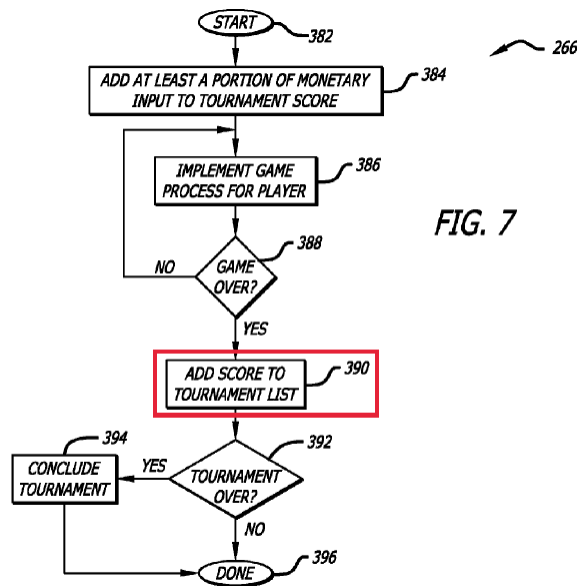 START
382
266
ADD AT LEAST A PORTION OF MONETARY
INPUT TO TOURNAMENT SCORE
384
IMPLEMENT GAME
PROCESS FOR PLAYER
386
FIG. 7
388
GAME
OVER?
NO
YES
ADD SCORE TO
TOURNAMENT LIST
390
394
392
CONCLUDE
TOURNAMENT
YES
TOURNAMENT
OVER?
NO
DONE
396